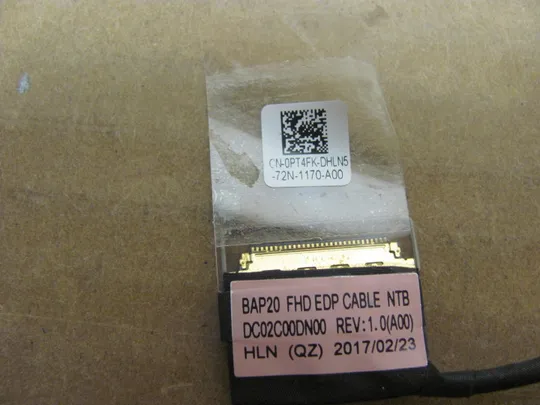 CN-0PT4FK-DHLN5
-72N-1170-A00
BAP20 FHD EDP CABLE NTB
DC02C00DN00 REV:1.0(A00)
HLN (QZ) 2017/02/23